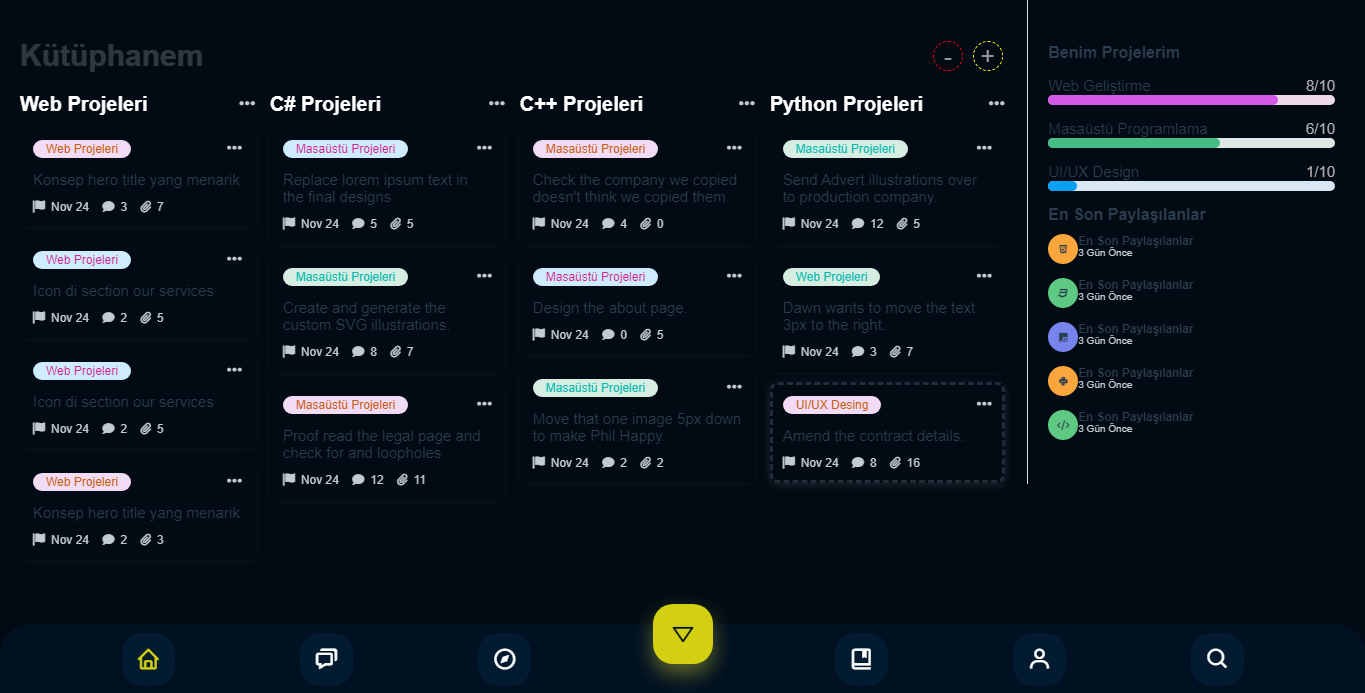 Kütüphanem
-
+
Web Projeleri
Web Projeleri
Konsep hero title yang menarik
Nov 24 3 7
Web Projeleri
Icon di section our services
Nov 24 2 5
Web Projeleri
Icon di section our services
Nov 24 2 5
Web Projeleri
Konsep hero title yang menarik
Nov 24 2 3
C# Projeleri
Masaüstü Projeleri
Replace lorem ipsum text in
the final designs
Nov 24 5 5
Masaüstü Projeleri
Create and generate the
custom SVG illustrations.
Nov 24 8 7
Masaüstü Projeleri
Proof read the legal page and
check for and loopholes
Nov 24 12 11
C++ Projeleri
Masaüstü Projeleri
Check the company we copied
doesn't think we copied them.
Nov 24 4 0
Masaüstü Projeleri
Design the about page.
Nov 24 0 5
Masaüstü Projeleri
Move that one image 5px down
to make Phil Happy.
Nov 24 2 2
Python Projeleri
Masaüstü Projeleri
Send Advert illustrations over
to production company.
Nov 24 12 5
Web Projeleri
Dawn wants to move the text
3px to the right.
Nov 24 3 7
UI/UX Desing
Amend the contract details.
Nov 24 8 16
Benim Projelerim
Web Geliştirme 8/10
Masaüstü Programlama 6/10
UI/UX Design 1/10
En Son Paylaşılanlar
En Son Paylaşılanlar
3 Gün Önce
En Son Paylaşılanlar
3 Gün Önce
En Son Paylaşılanlar
3 Gün Önce
En Son Paylaşılanlar
3 Gün Önce
En Son Paylaşılanlar
3 Gün Önce